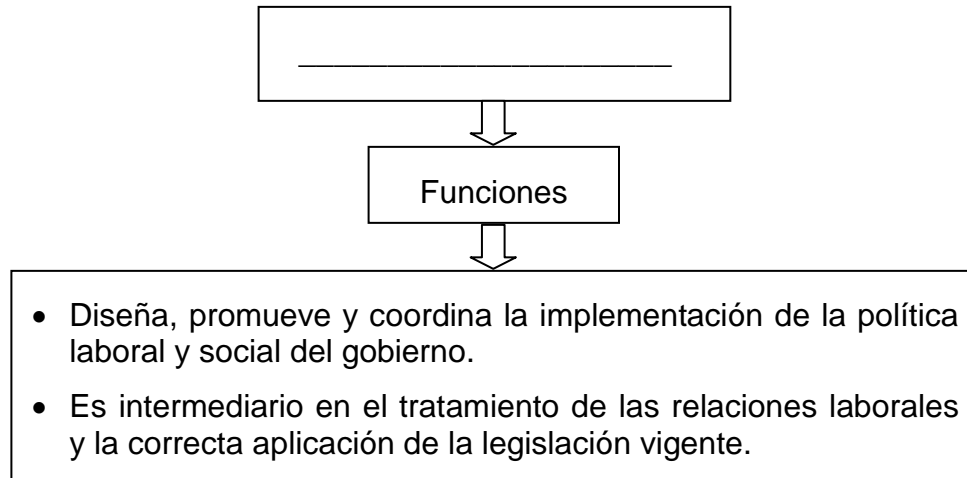 _____________________
Funciones
• Diseña, promueve y coordina la implementación de la política
laboral y social del gobierno.
• Es intermediario en el tratamiento de las relaciones laborales
y la correcta aplicación de la legislación vigente.